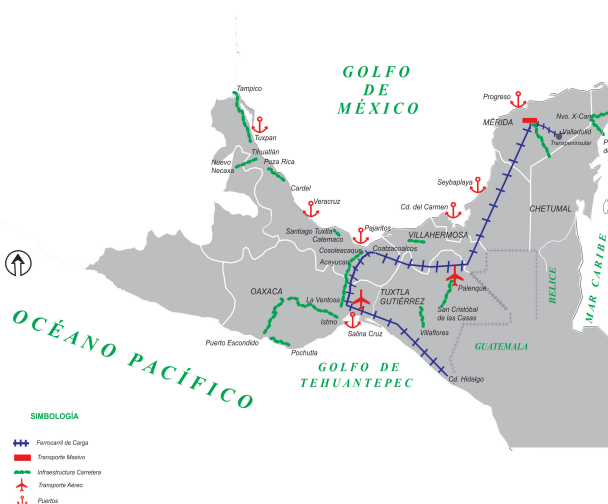 Tampico
GOLFO
DE
MÉXICO
Progreso
MÉRIDA
Nvo. X-Can
Valladolid
Transpeninsular
Tuxpan
Tihuatlán
Nuevo
Necaxa
Poza Rica
Cardel
Veracruz
Seybaplaya
Cd. del Carmen
CHETUMAL
Santiago Tuxtla
Catemaco
Pajaritos
VILLAHERMOSA
Cosoleacaque
Coatzacoalcos
Acayucan
MAR CARIBE
BELICE
OAXACA
La Ventosa
TUXTLA
GUTIÉRREZ
Palenque
San Cristóbal
de las Casas
Istmo
Salina Cruz
Villaflores
Puerto Escondido
Pochutla
GUATEMALA
OCÉANO PACÍFICO
GOLFO DE
TEHUANTEPEC
Cd. Hidalgo
SIMBOLOGÍA
Ferrocarril de Carga
Transporte Masivo
Infraestructura Carretera
Transporte Aéreo
Puertos